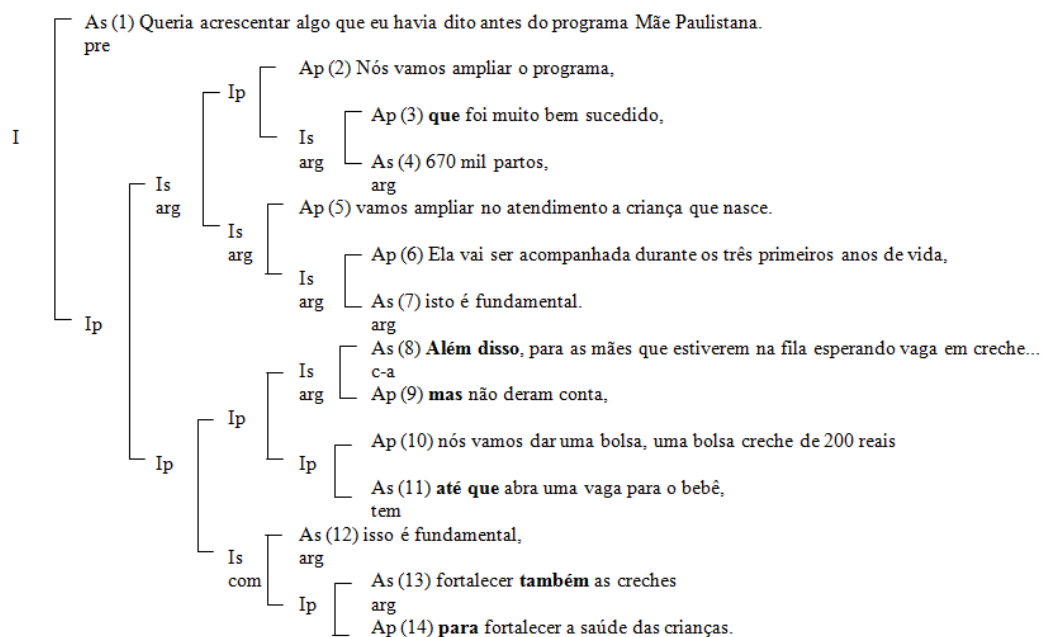 As (1) Queria acrescentar algo que eu havia dito antes do programa Mãe Paulistana.
pre
Ap (2) Nós vamos ampliar o programa,
Ip
Ap (3) que foi muito bem sucedido,
I
Is
arg
As (4) 670 mil partos,
arg
Is
arg
Ap (5) vamos ampliar no atendimento a criança que nasce.
Is
arg
Ap (6) Ela vai ser acompanhada durante os três primeiros anos de vida,
Is
arg
As (7) isto é fundamental.
arg
Ip
As (8) Além disso, para as mães que estiverem na fila esperando vaga em creche...
c-a
Is
arg
Ap (9) mas não deram conta,
Ip
Ap (10) nós vamos dar uma bolsa, uma bolsa creche de 200 reais
Ip
Ip
As (11) até que abra uma vaga para o bebê,
tem
As (12) isso é fundamental,
arg
Is
com
As (13) fortalecer também as creches
arg
Ip
Ap (14) para fortalecer a saúde das crianças.